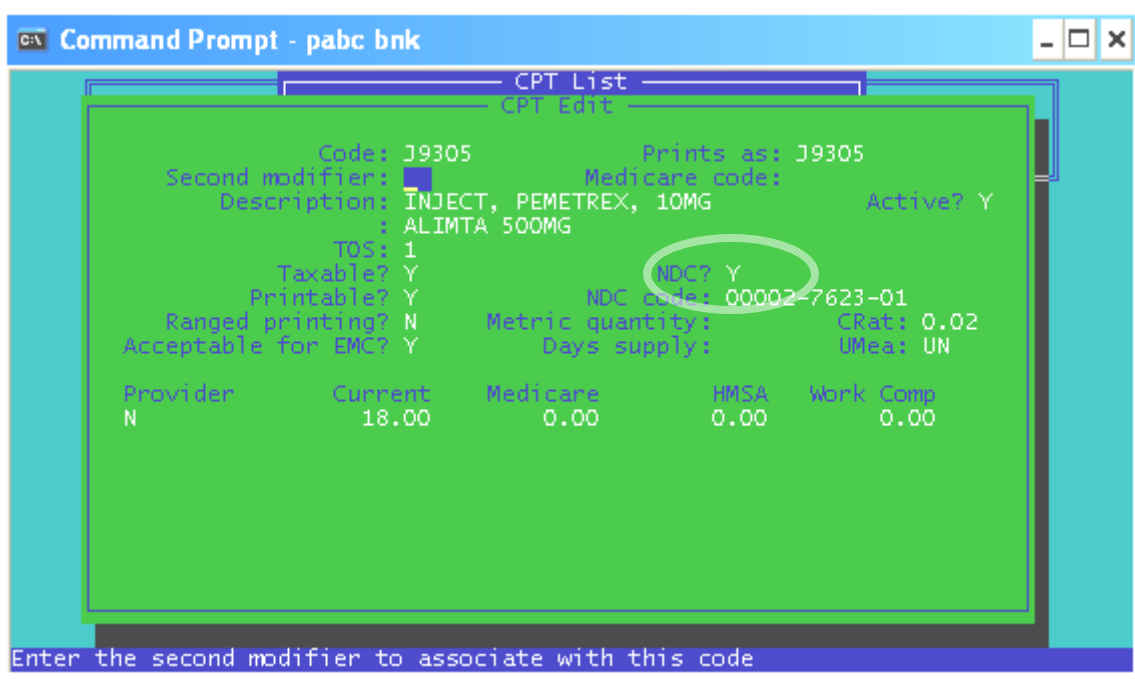 Command Prompt - pabc bnk
CPT List
CPT Edit
Code: J9305 Prints as: J9305
Second modifier: Medicare code:
Description: INJECT, PEMETREX, 10MG Active? Y
: ALIMTA 500MG
TOS: 1
Taxable? Y NDC? Y
Printable? Y NDC code: 00002-7623-01
Ranged printing? N Metric quantity: CRat: 0.02
Acceptable for EMC? Y Days supply: UMea: UN
Provider Current Medicare HMSA Work Comp
N 18.00 0.00 0.00 0.00
Enter the second modifier to associate with this code